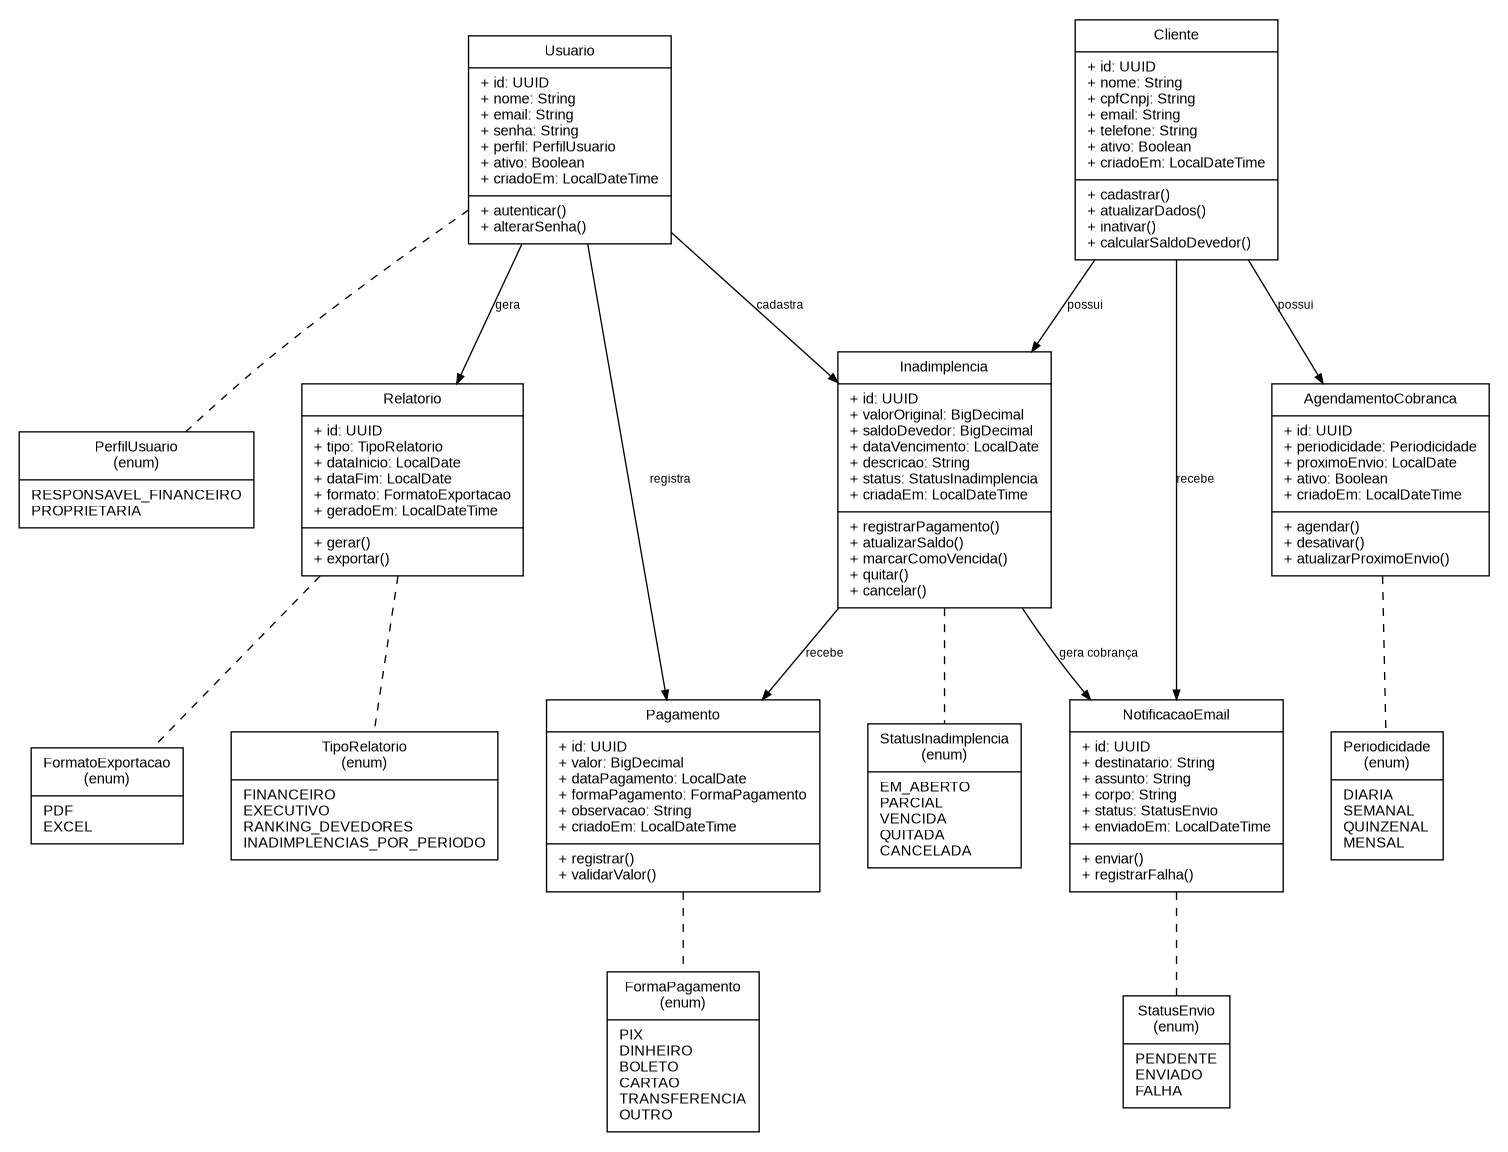 Usuario
+ id: UUID
+ nome: String
+ email: String
+ senha: String
+ perfil: PerfilUsuario
+ ativo: Boolean
+ criadoEm: LocalDateTime
+ autenticar()
+ alterarSenha()
Cliente
+ id: UUID
+ nome: String
+ cpfCnpj: String
+ email: String
+ telefone: String
+ ativo: Boolean
+ criadoEm: LocalDateTime
+ cadastrar()
+ atualizarDados()
+ inativar()
+ calcularSaldoDevedor()
gera
cadastra
possui
possui
PerfilUsuario
(enum)
RESPONSAVEL_FINANCEIRO
PROPRIETARIA
Relatorio
+ id: UUID
+ tipo: TipoRelatorio
+ dataInicio: LocalDate
+ dataFim: LocalDate
+ formato: FormatoExportacao
+ geradoEm: LocalDateTime
+ gerar()
+ exportar()
registra
Inadimplencia
+ id: UUID
+ valorOriginal: BigDecimal
+ saldoDevedor: BigDecimal
+ dataVencimento: LocalDate
+ descricao: String
+ status: StatusInadimplencia
+ criadaEm: LocalDateTime
+ registrarPagamento()
+ atualizarSaldo()
+ marcarComoVencida()
+ quitar()
+ cancelar()
recebe
AgendamentoCobranca
+ id: UUID
+ periodicidade: Periodicidade
+ proximoEnvio: LocalDate
+ ativo: Boolean
+ criadoEm: LocalDateTime
+ agendar()
+ desativar()
+ atualizarProximoEnvio()
recebe
gera cobrança
FormatoExportacao
(enum)
PDF
EXCEL
TipoRelatorio
(enum)
FINANCEIRO
EXECUTIVO
RANKING_DEVEDORES
INADIMPLENCIAS_POR_PERIODO
Pagamento
+ id: UUID
+ valor: BigDecimal
+ dataPagamento: LocalDate
+ formaPagamento: FormaPagamento
+ observacao: String
+ criadoEm: LocalDateTime
+ registrar()
+ validarValor()
StatusInadimplencia
(enum)
EM_ABERTO
PARCIAL
VENCIDA
QUITADA
CANCELADA
NotificacaoEmail
+ id: UUID
+ destinatario: String
+ assunto: String
+ corpo: String
+ status: StatusEnvio
+ enviadoEm: LocalDateTime
+ enviar()
+ registrarFalha()
Periodicidade
(enum)
DIARIA
SEMANAL
QUINZENAL
MENSAL
FormaPagamento
(enum)
PIX
DINHEIRO
BOLETO
CARTAO
TRANSFERENCIA
OUTRO
StatusEnvio
(enum)
PENDENTE
ENVIADO
FALHA